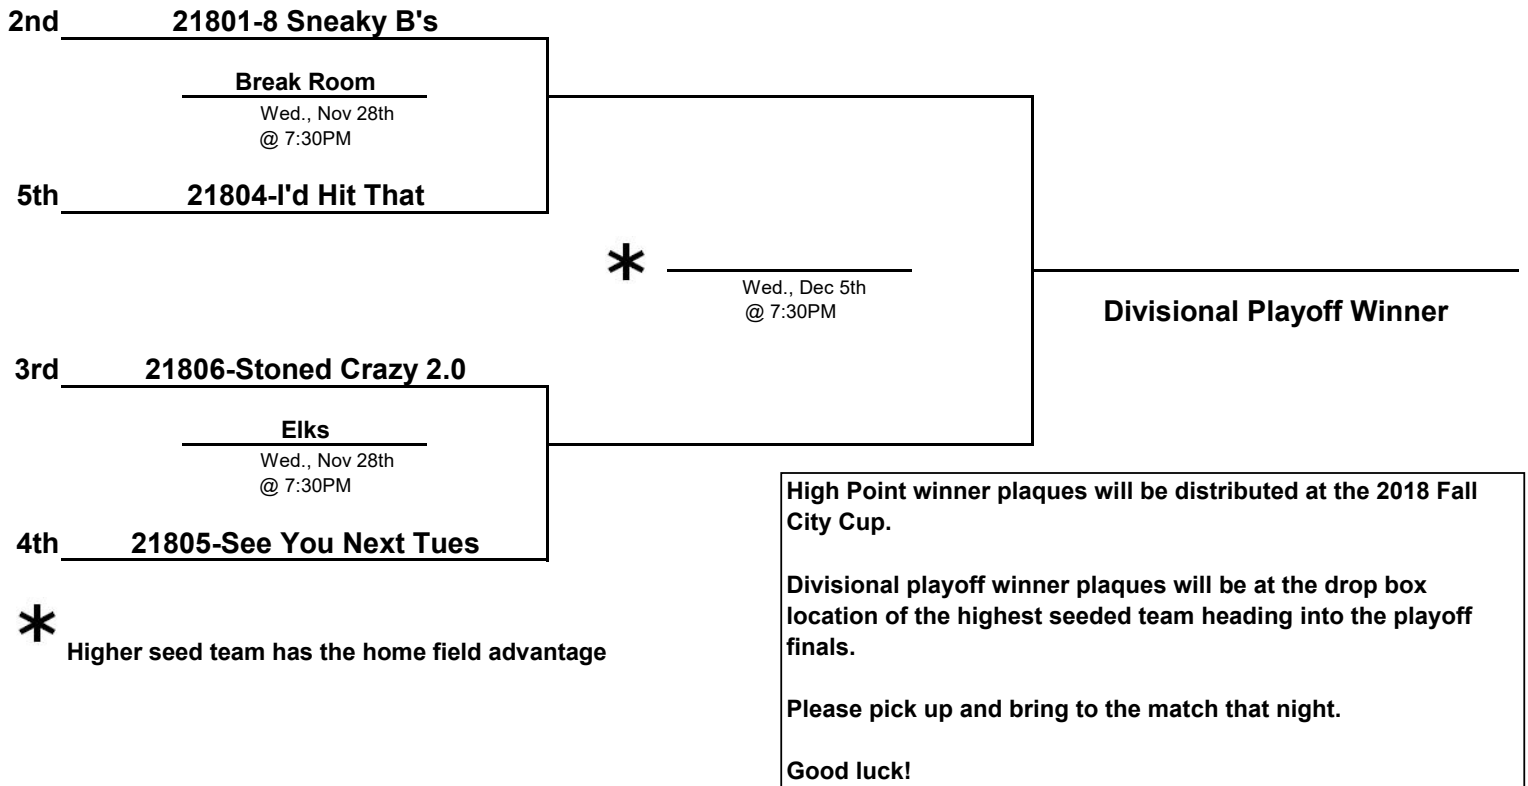 2nd 21801-8 Sneaky B's
Break Room
Wed., Nov 28th
@ 7:30PM
5th 21804-I'd Hit That
*
Wed., Dec 5th
@ 7:30PM
Divisional Playoff Winner
3rd 21806-Stoned Crazy 2.0
Elks
Wed., Nov 28th
@ 7:30PM
4th 21805-See You Next Tues
*
Higher seed team has the home field advantage
High Point winner plaques will be distributed at the 2018 Fall
City Cup.
Divisional playoff winner plaques will be at the drop box
location of the highest seeded team heading into the playoff
finals.
Please pick up and bring to the match that night.
Good luck!